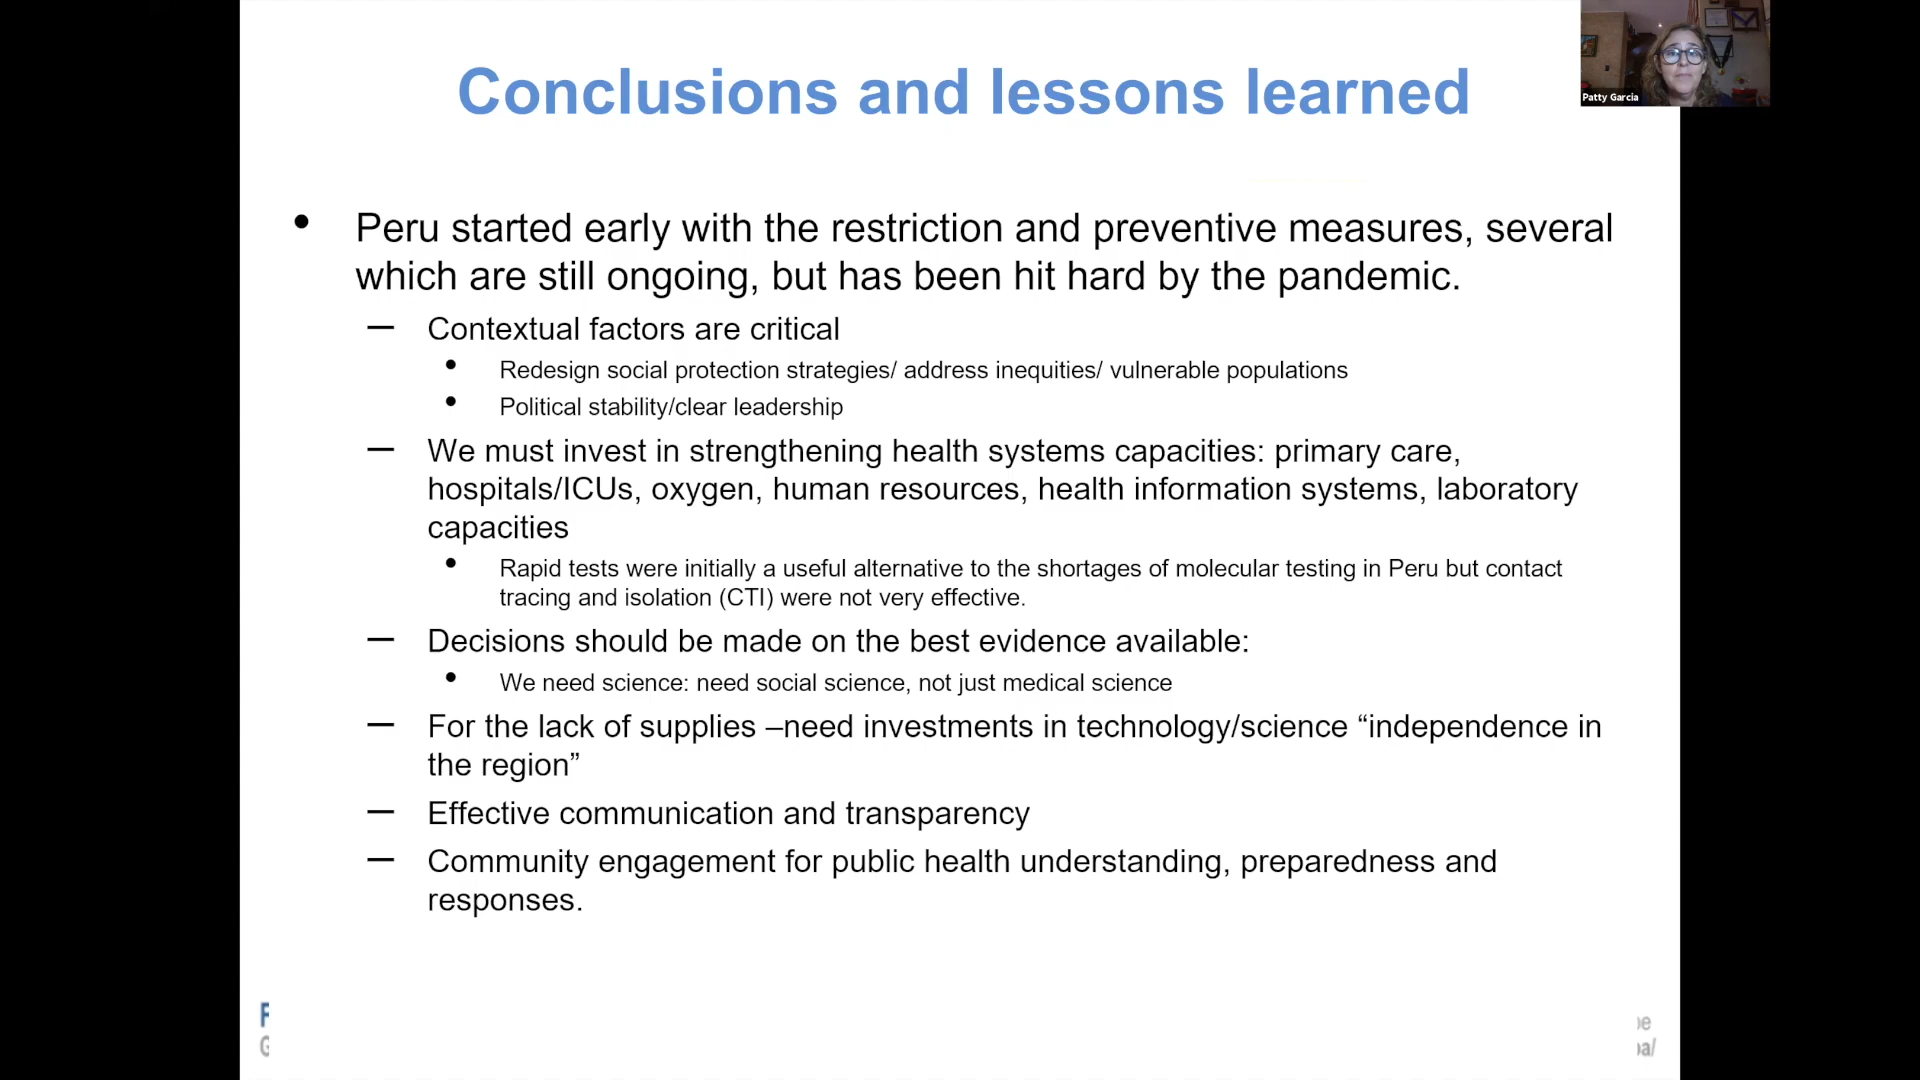 Conclusions and lessons learned
Patty Garcia
• Peru started early with the restriction and preventive measures, several
which are still ongoing, but has been hit hard by the pandemic.
– Contextual factors are critical
• Redesign social protection strategies/ address inequities/ vulnerable populations
• Political stability/clear leadership
– We must invest in strengthening health systems capacities: primary care,
hospitals/ICUs, oxygen, human resources, health information systems, laboratory
capacities
• Rapid tests were initially a useful alternative to the shortages of molecular testing in Peru but contact
tracing and isolation (CTI) were not very effective.
– Decisions should be made on the best evidence available:
• We need science: need social science, not just medical science
– For the lack of supplies –need investments in technology/science “independence in
the region”
– Effective communication and transparency
– Community engagement for public health understanding, preparedness and
responses.